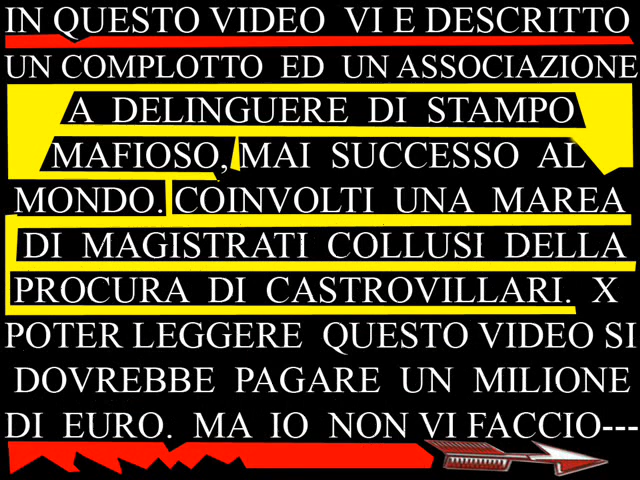 IN QUESTO VIDEO VI E DESCRITTO
UN COMPLOTTO ED UN ASSOCIAZIONE
A DELINGUERE DI STAMPO
MAFIOSO, MAI SUCCESSO AL
MONDO. COINVOLTI UNA MAREA
DI MAGISTRATI COLLUSI DELLA
PROCURA DI CASTROVILLARI. X
POTER LEGGERE QUESTO VIDEO SI
DOVREBBE PAGARE UN MILIONE
DI EURO. MA IO NON VI FACCIO---